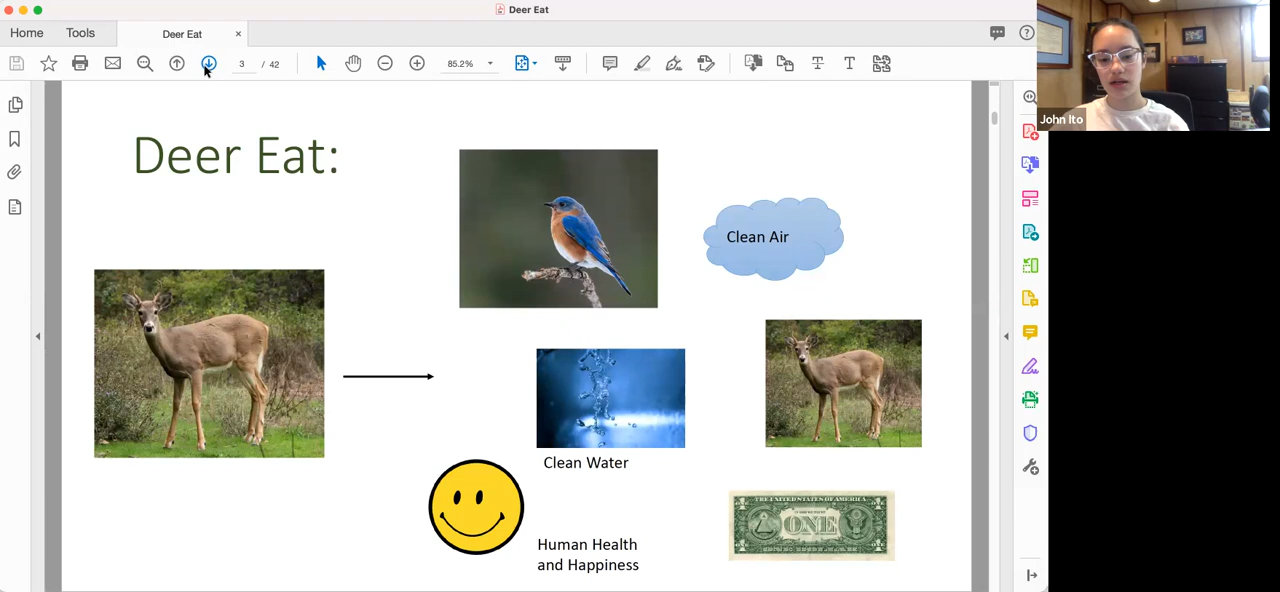 Deer Eat
Home
Tools
Deer Eat
3 / 42
85.2%
John Ito
Deer Eat:
Clean Air
Clean Water
THE UNITED STATES OF AMERICA
ONE
Human Health
and Happiness